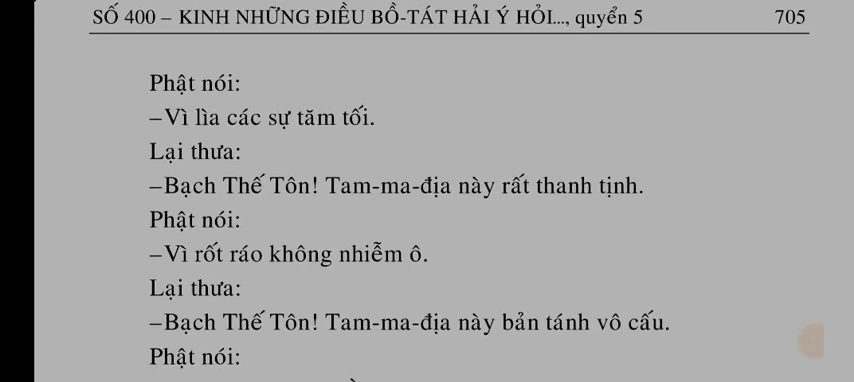 SỐ 400 – KINH NHỮNG ĐIỀU BỒ-TÁT HẢI Ý HỎI..., quyển 5 705
Phật nói:
–Vì lìa các sự tăm tối.
Lại thưa:
–Bạch Thế Tôn! Tam-ma-địa này rất thanh tịnh.
Phật nói:
–Vì rốt ráo không nhiễm ô.
Lại thưa:
–Bạch Thế Tôn! Tam-ma-địa này bản tánh vô cấu.
Phật nói: